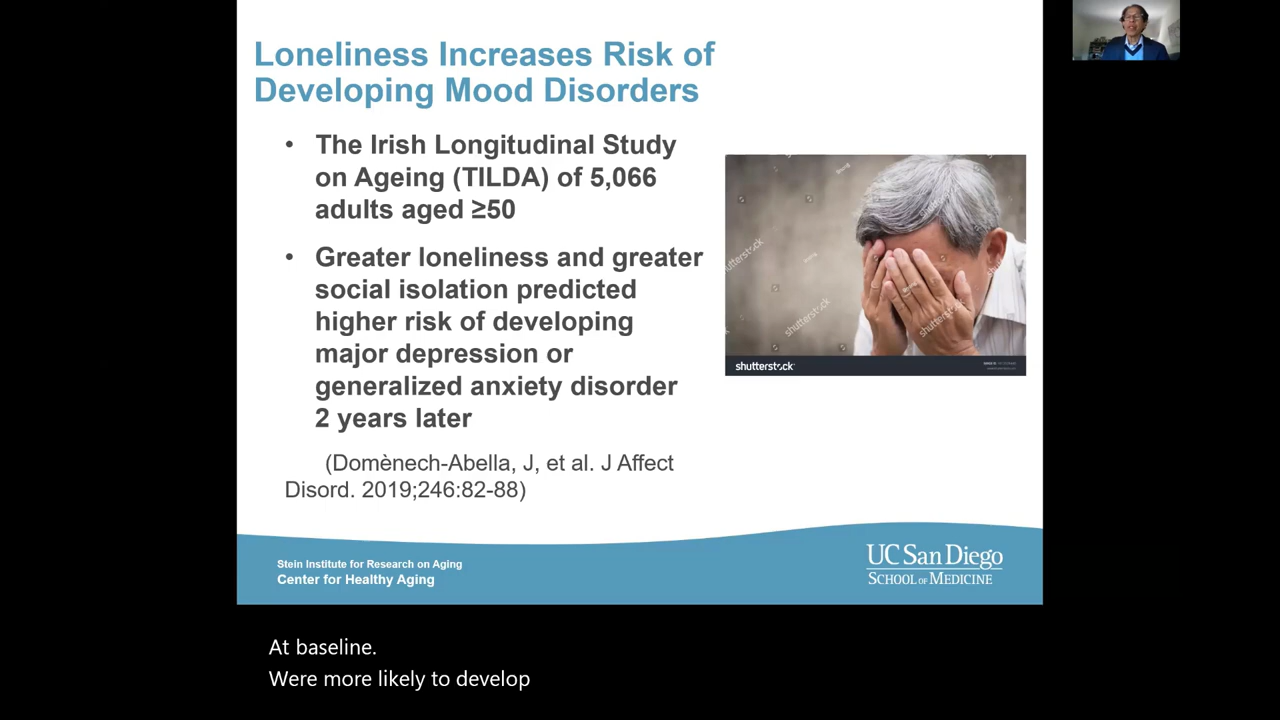 Loneliness Increases Risk of
Developing Mood Disorders
• The Irish Longitudinal Study
on Ageing (TILDA) of 5,066
adults aged ≥50
• Greater loneliness and greater
social isolation predicted
higher risk of developing
major depression or
generalized anxiety disorder
2 years later
(Domènech-Abella, J, et al. J Affect
Disord. 2019;246:82-88)
shutterstock
shutterstock
shutterstock
shutterstock
Stein Institute for Research on Aging
Center for Healthy Aging
UC San Diego
SCHOOL OF MEDICINE
At baseline.
Were more likely to develop